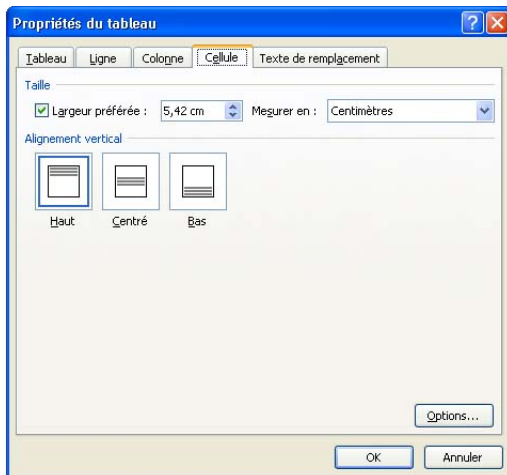 Propriétés du tableau
Tableau Ligne Colonne Cellule Texte de remplacement
Taille
Largeur préférée : 5,42 cm Mesurer en : Centimètres
Alignement vertical
Haut Centré Bas
Options...
OK Annuler